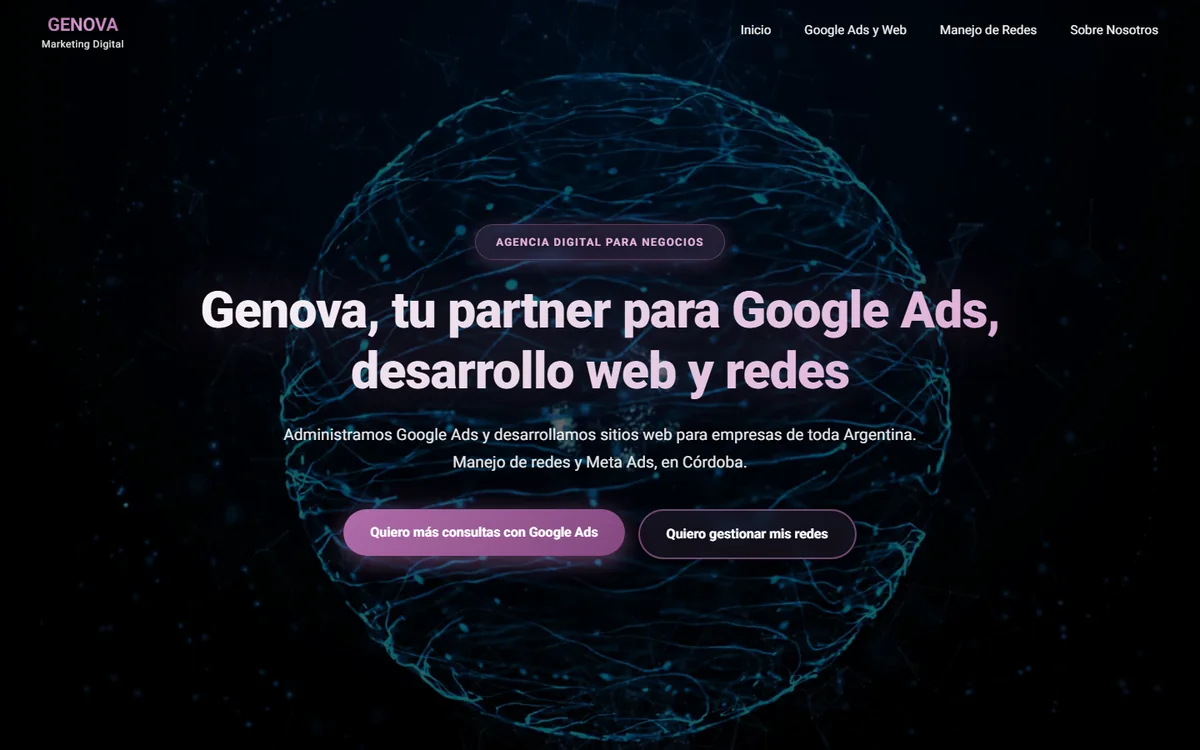 GENOVA
Marketing Digital
Inicio
Google Ads y Web
Manejo de Redes
Sobre Nosotros
AGENCIA DIGITAL PARA NEGOCIOS
Genova, tu partner para Google Ads,
desarrollo web y redes
Administramos Google Ads y desarrollamos sitios web para empresas de toda Argentina.
Manejo de redes y Meta Ads, en Córdoba.
Quiero más consultas con Google Ads
Quiero gestionar mis redes